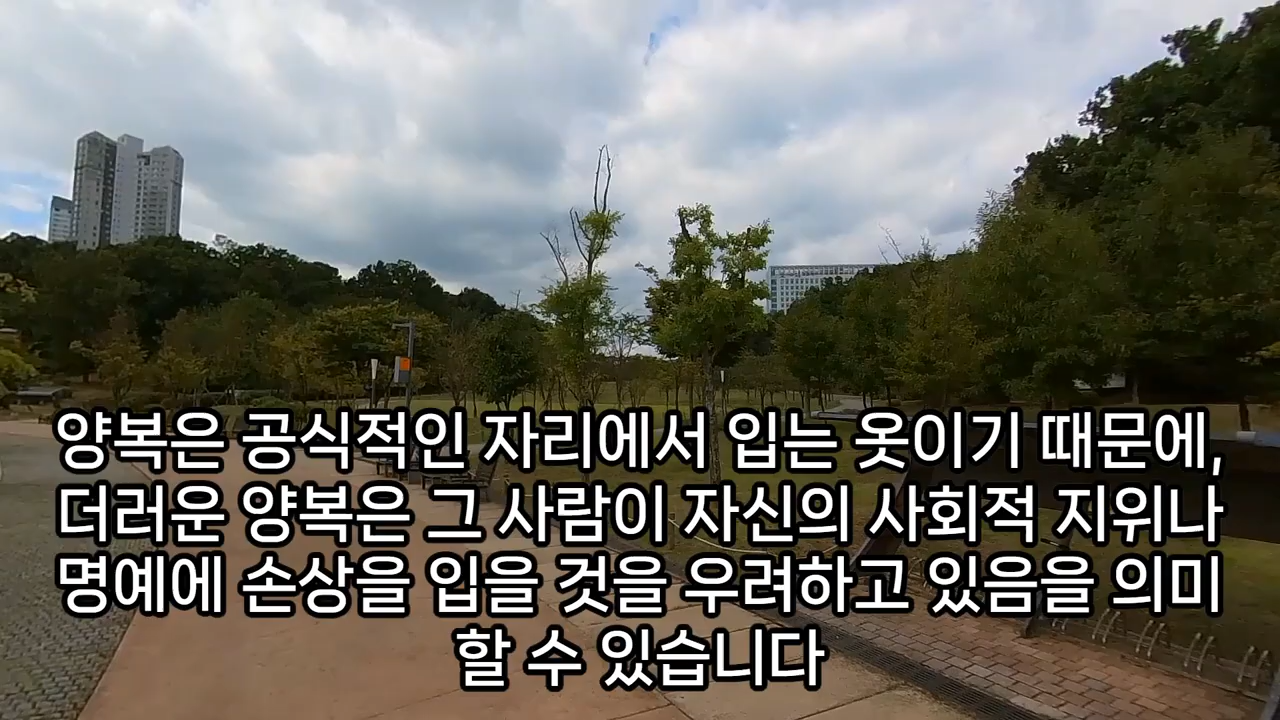 양복은 공식적인 자리에서 입는 옷이기 때문에,
더러운 양복은 그 사람이 자신의 사회적 지위나
명예에 손상을 입을 것을 우려하고 있음을 의미
할 수 있습니다